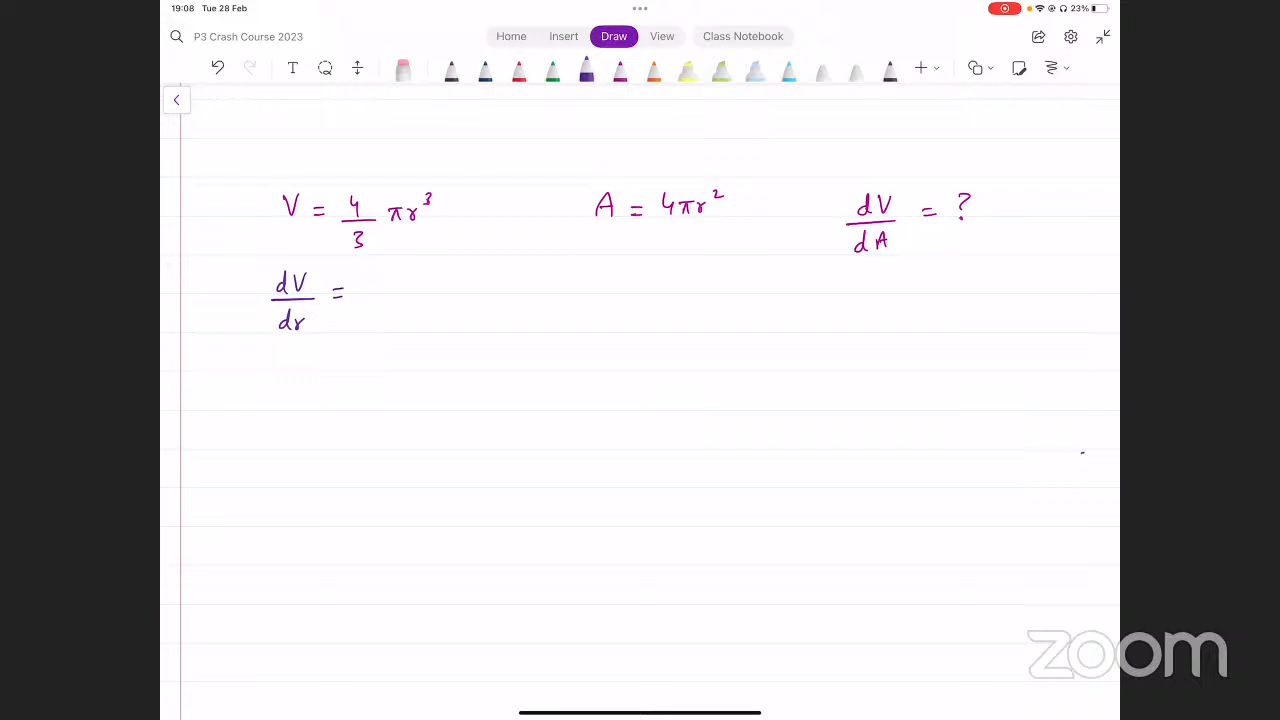 19:08 Tue 28 Feb 23%
P3 Crash Course 2023 Home Insert Draw View Class Notebook
T
V = 4/3 πr³ A = 4πr² dV/dA = ?
dV/dr =
zoom